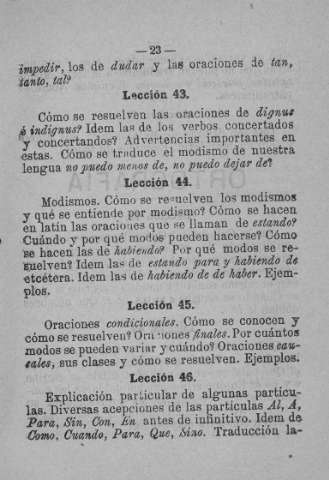 — 23 —
impedir, los de dudar y las oraciones de tan,
tanto, tal?
Lección 43.
Cómo se resuelven las oraciones de dignus
é indignus? Idem las de los verbos concertados
y concertandos? Advertencias importantes en
estas. Cómo se traduce el modismo de nuestra
lengua no puedo menos de, no puedo dejar de?
Lección 44.
Modismos. Cómo se resuelven los modismos
y qué se entiende por modismo? Cómo se hacen
en latín las oraciones que se llaman de estando?
Cuándo y por qué modos pueden hacerse? Cómo
se hacen las de habiendo? Por qué modos se re-
suelven? Idem las de estando para y habiendo de
etcétera. Idem las de habiendo de de haber. Ejem-
plos.
Lección 45.
Oraciones condicionales. Cómo se conocen y
cómo se resuelven? Oraciones finales. Por cuántos
modos se pueden variar y cuándo? Oraciones cau-
sales, sus clases y cómo se resuelven. Ejemplos.
Lección 46.
Explicación particular de algunas partícu-
las. Diversas acepciones de las partículas Al, A,
Para, Sin, Con, En antes de infinitivo. Idem de
Como, Cuando, Para, Que, Sino. Traducción la-